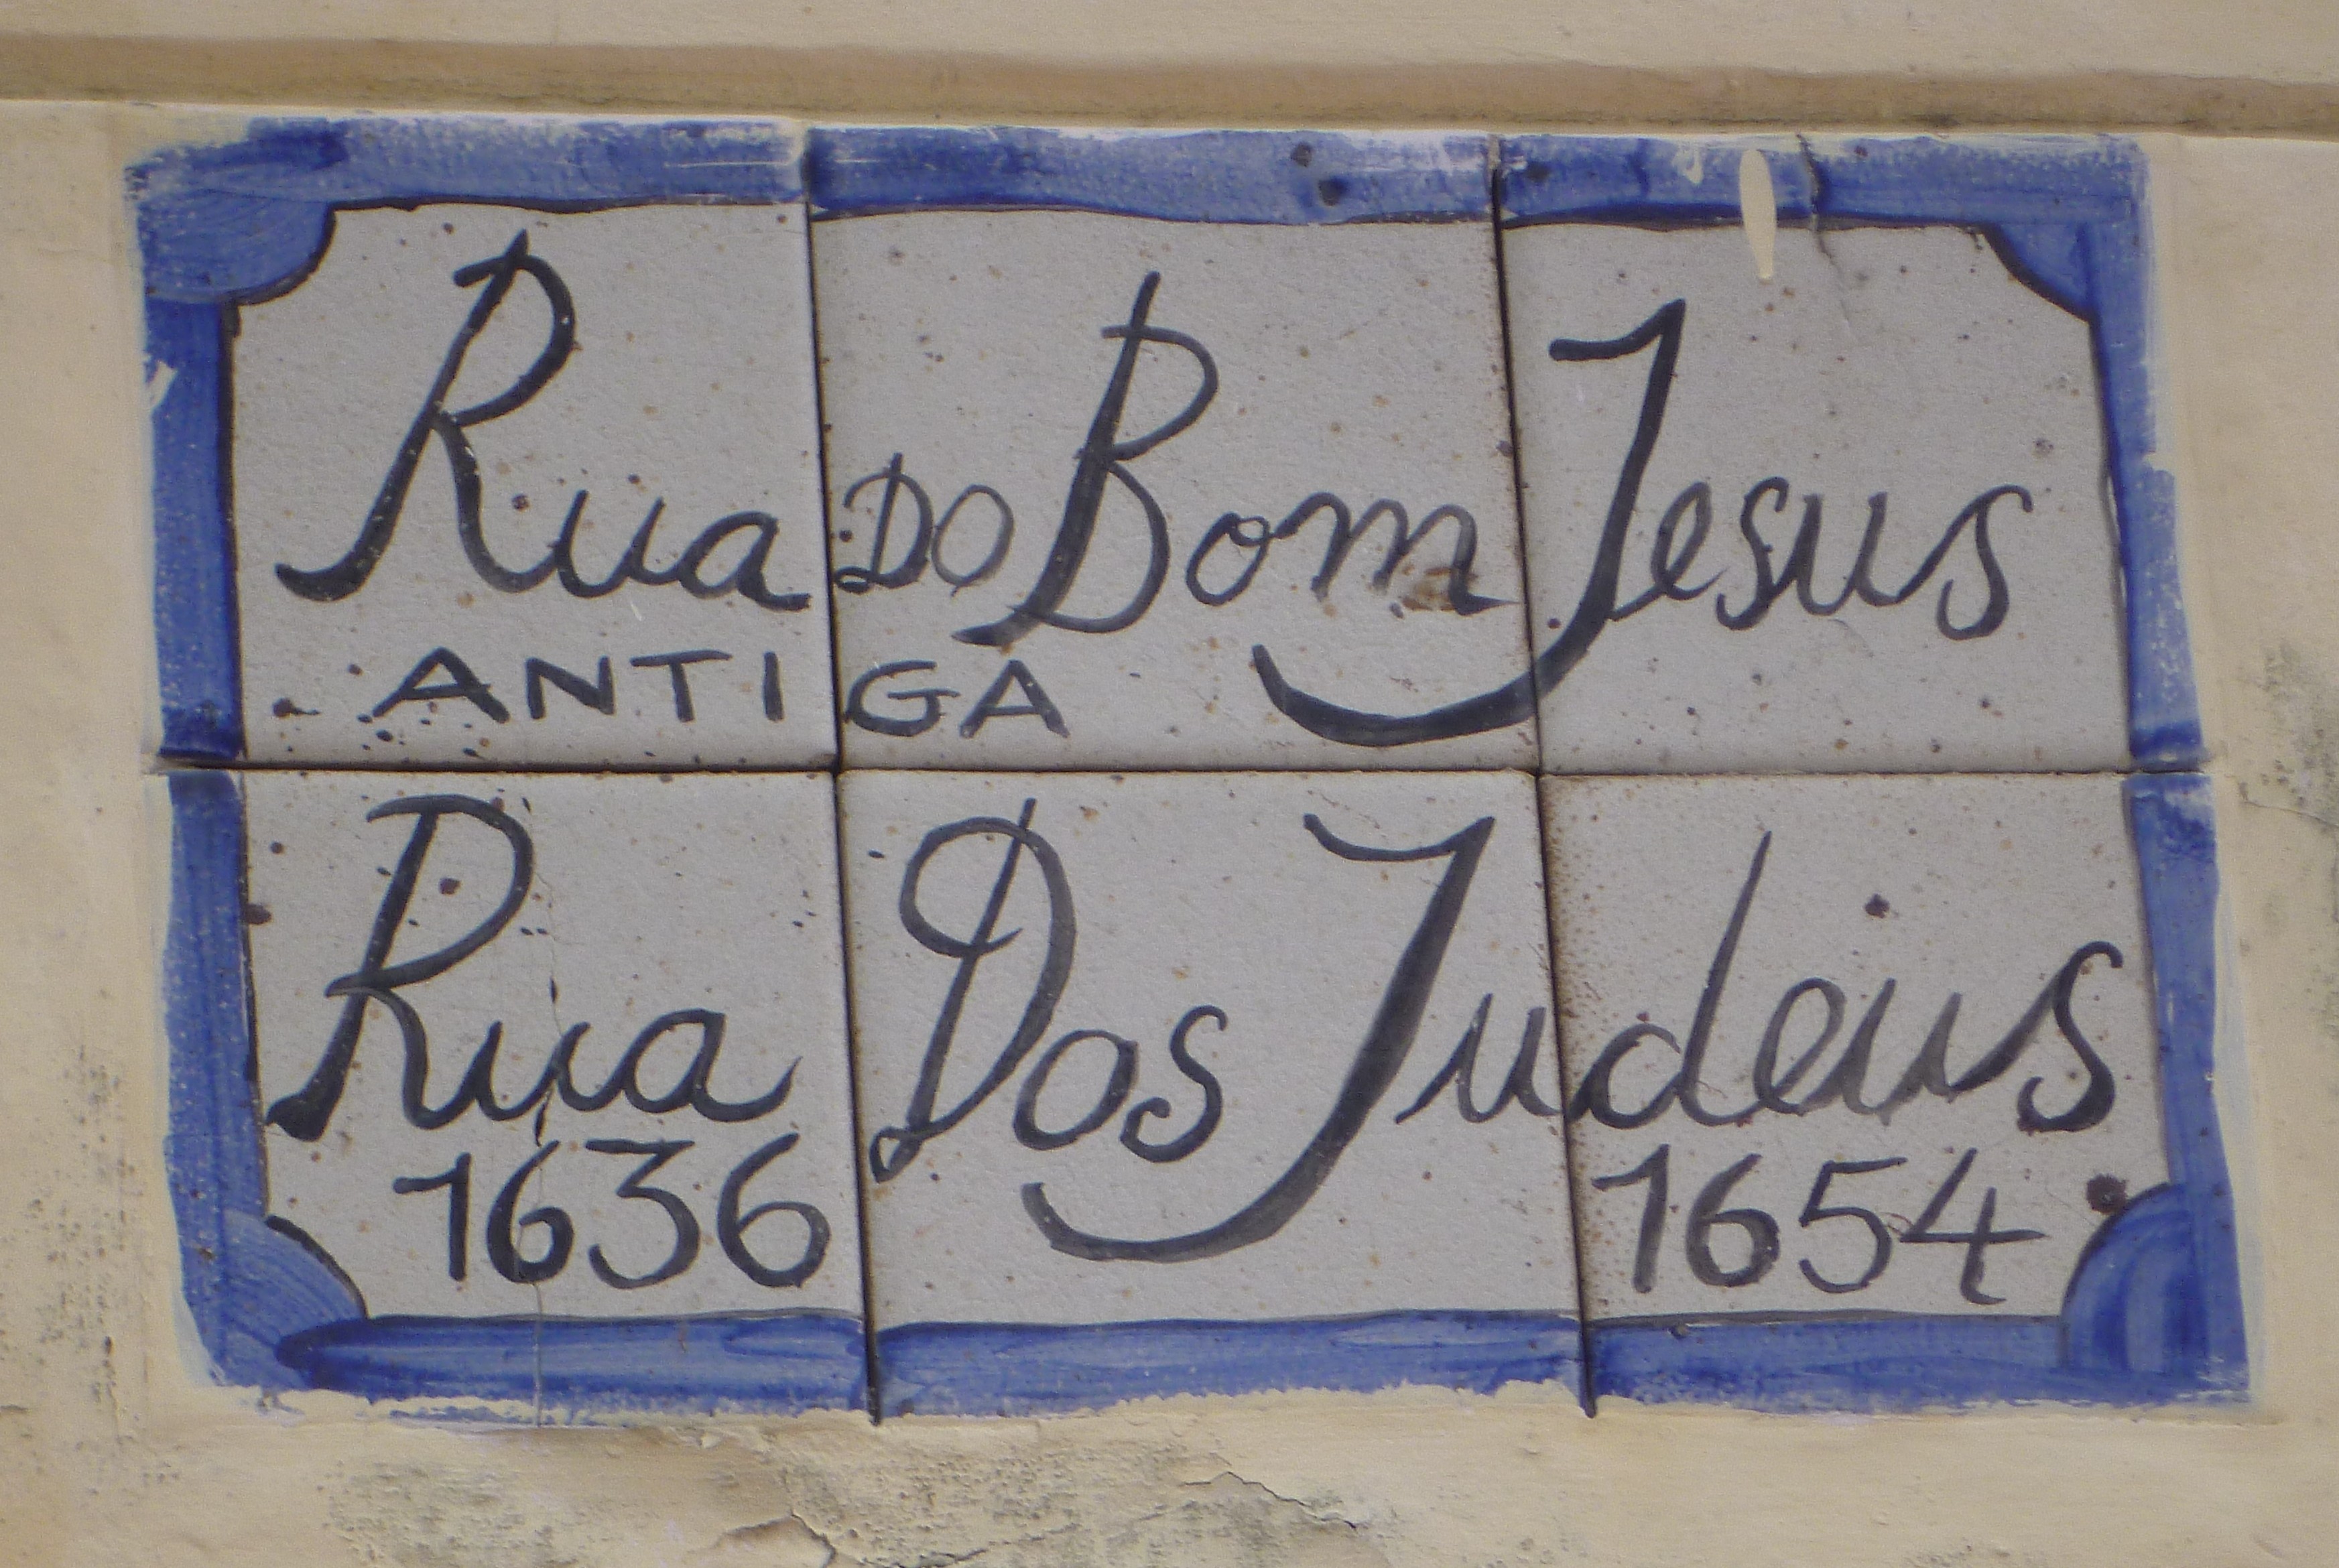 Rua DO Bom Jesus
ANTIGA
Rua Dos Judeus
1636 1654